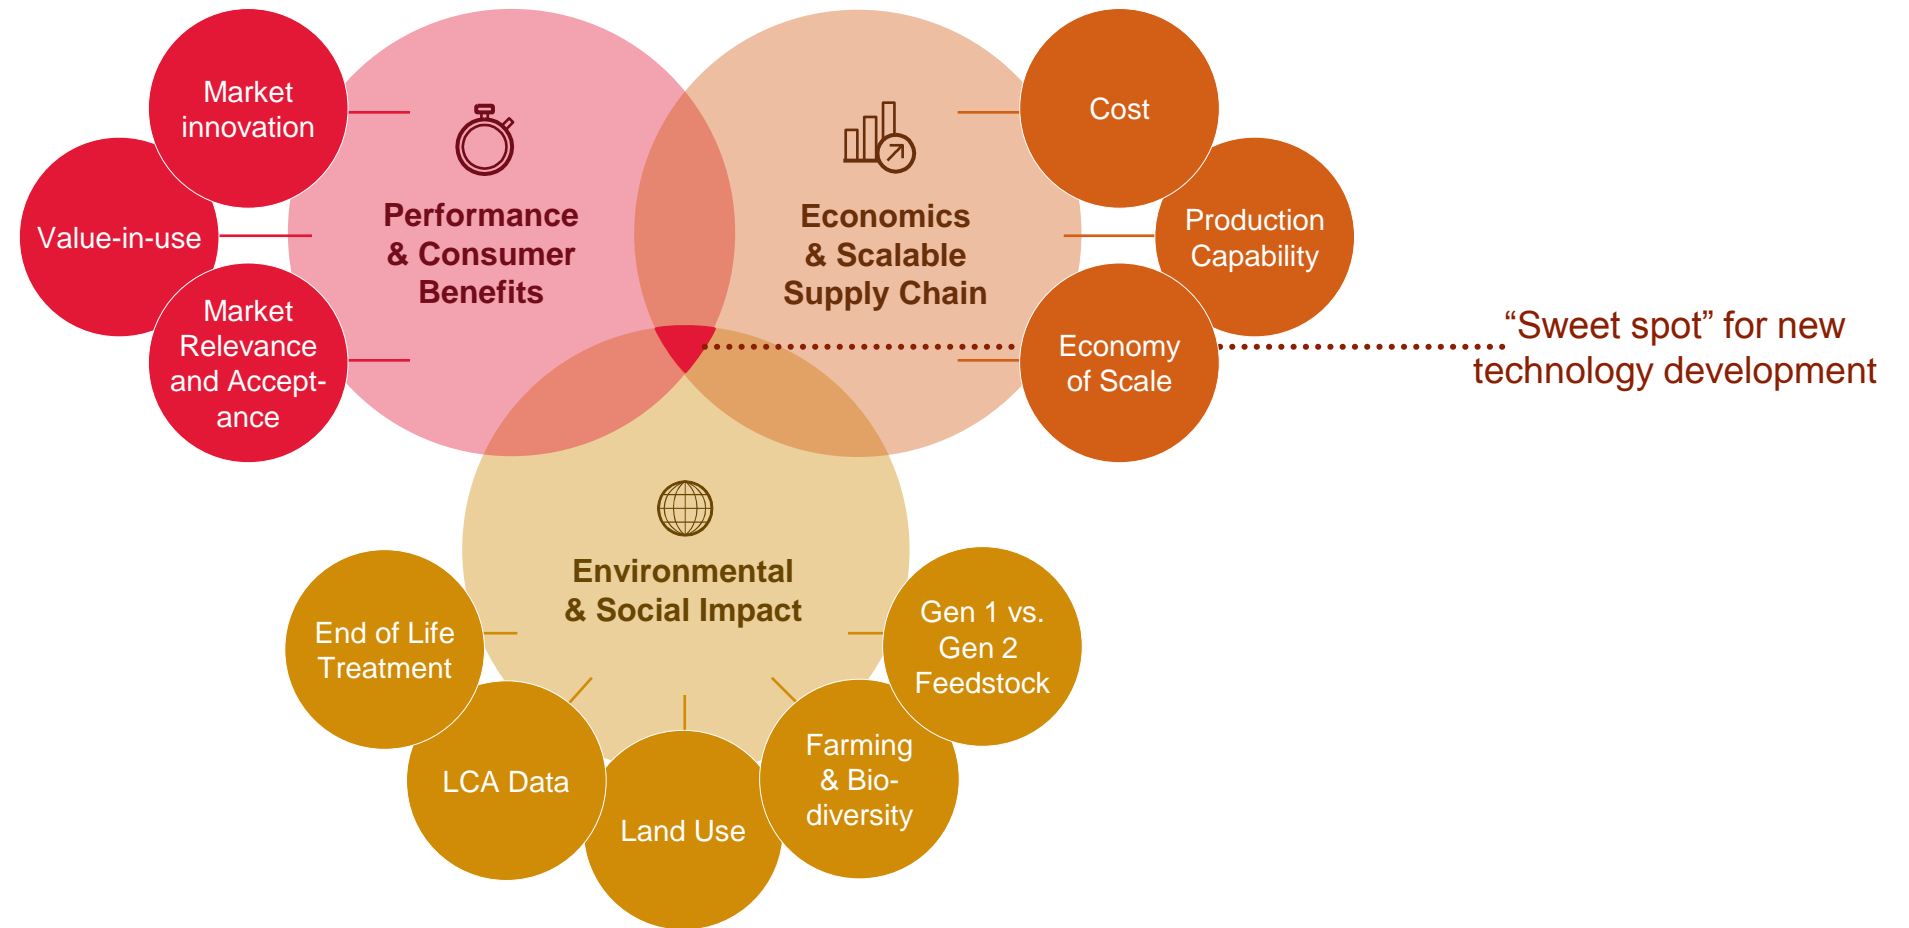 Market
innovation
Value-in-use
Market
Relevance
and Accept-
ance
Performance
& Consumer
Benefits
Economics
& Scalable
Supply Chain
Cost
Production
Capability
Economy
of Scale
“Sweet spot” for new
technology development
Environmental
& Social Impact
End of Life
Treatment
LCA Data
Land Use
Farming
& Bio-
diversity
Gen 1 vs.
Gen 2
Feedstock